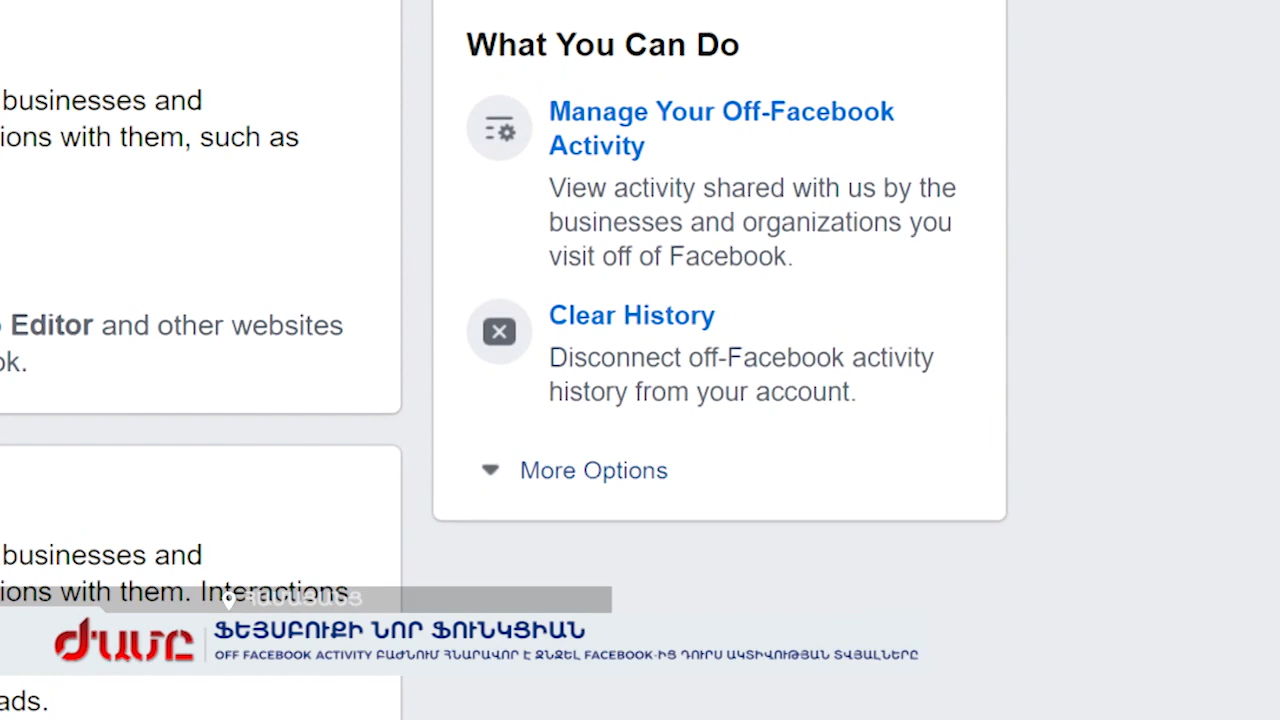 businesses and
ions with them, such as
Editor and other websites
ok.
businesses and
ions with them. Interactions
ads.
What You Can Do
Manage Your Off-Facebook
Activity
View activity shared with us by the
businesses and organizations you
visit off of Facebook.
Clear History
Disconnect off-Facebook activity
history from your account.
More Options
ՀԱՄԱՑԱՆՑ
ԺԱՄԸ
ՖԵՅՍԲՈՒՔԻ ՆՈՐ ՖՈՒՆԿՑԻԱՆ
OFF FACEBOOK ACTIVITY ԲԱԺՆՈՒՄ ՀՆԱՐԱՎՈՐ Է ՋՆՋԵԼ FACEBOOK-ԻՑ ԴՈՒՐՍ ԱԿՏԻՎՈՒԹՅԱՆ ՏՎՅԱԼՆԵՐԸ